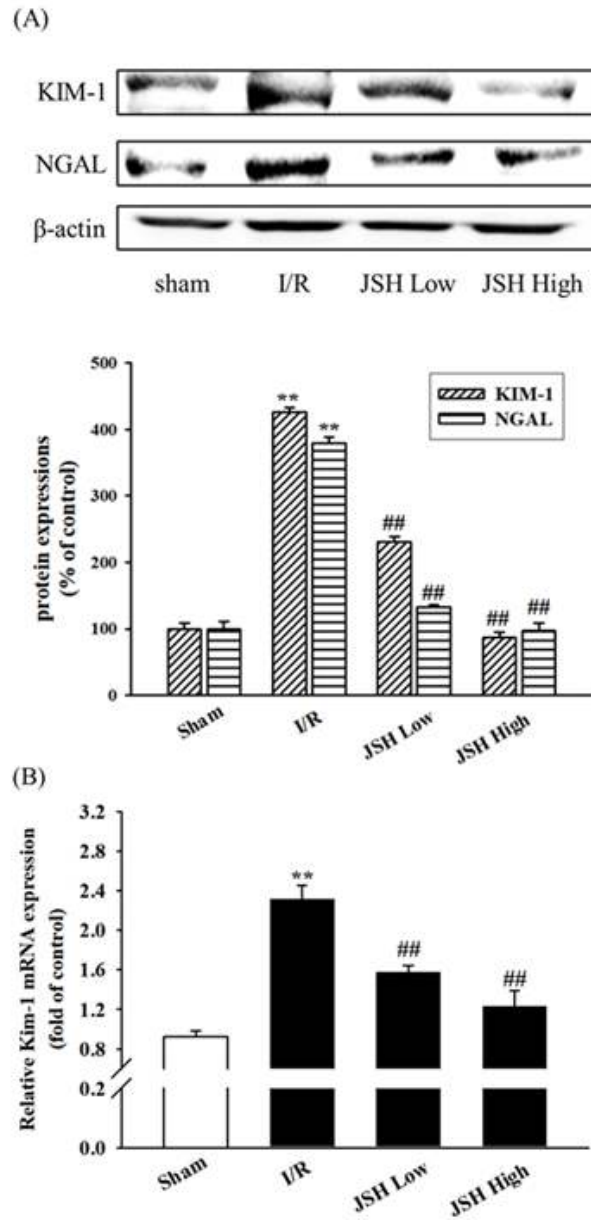 (A)
KIM-1
NGAL
β-actin
sham I/R JSH Low JSH High
protein expressions
(% of control)
500
400
300
200
100
0
KIM-1
NGAL
**
**
##
##
##
##
Sham I/R JSH Low JSH High
(B)
Relative Kim-1 mRNA expression
(fold of control)
3.2
2.8
2.4
2.0
1.6
1.2
0.8
0.2
0.0
**
##
##
Sham I/R JSH Low JSH High